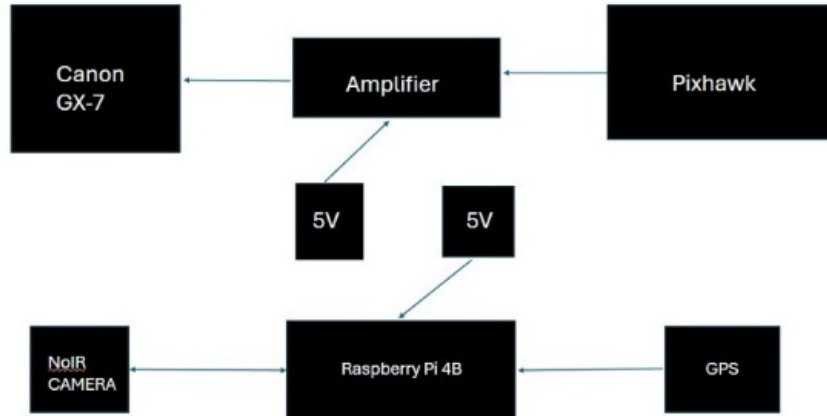 Canon
GX-7
Amplifier
Pixhawk
5V
5V
NoIR
CAMERA
Raspberry Pi 4B
GPS